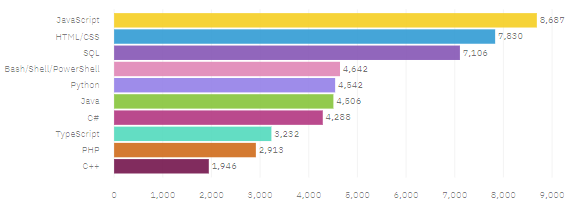 JavaScript 8,687
HTML/CSS 7,830
SQL 7,106
Bash/Shell/PowerShell 4,642
Python 4,542
Java 4,506
C# 4,288
TypeScript 3,232
PHP 2,913
C++ 1,946
0 1,000 2,000 3,000 4,000 5,000 6,000 7,000 8,000 9,000